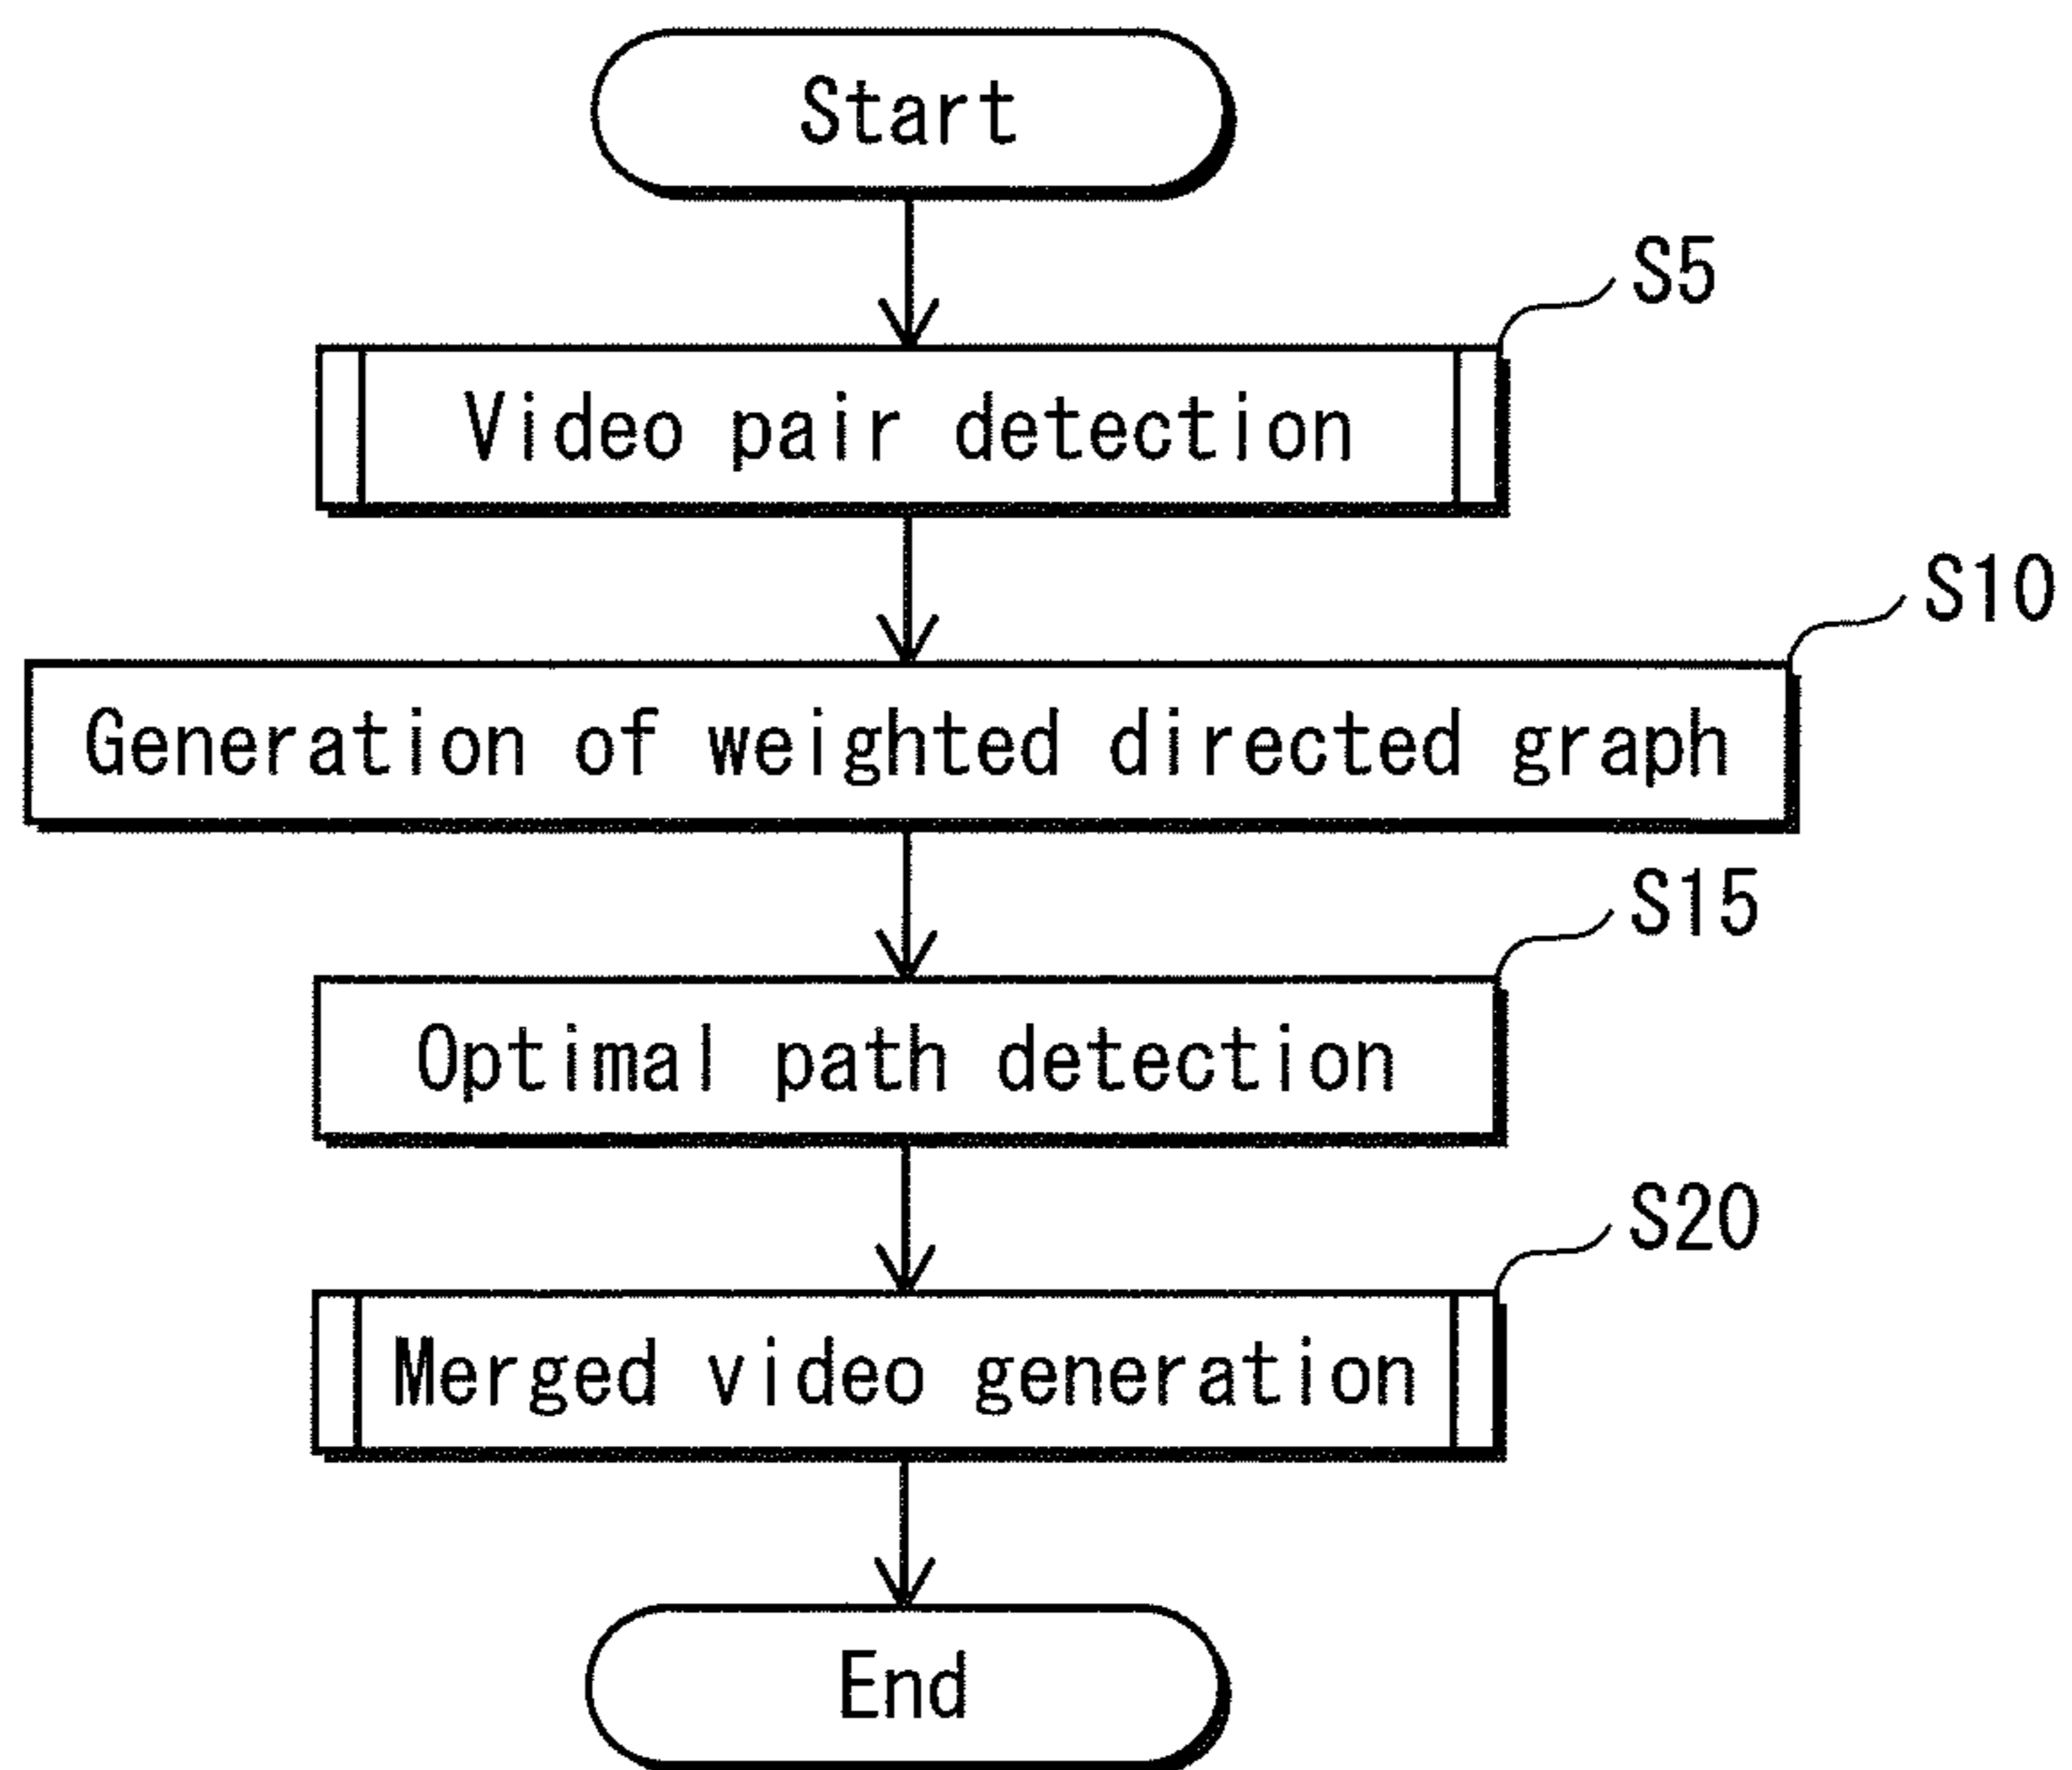 Start
S5
Video pair detection
S10
Generation of weighted directed graph
S15
Optimal path detection
S20
Merged video generation
End